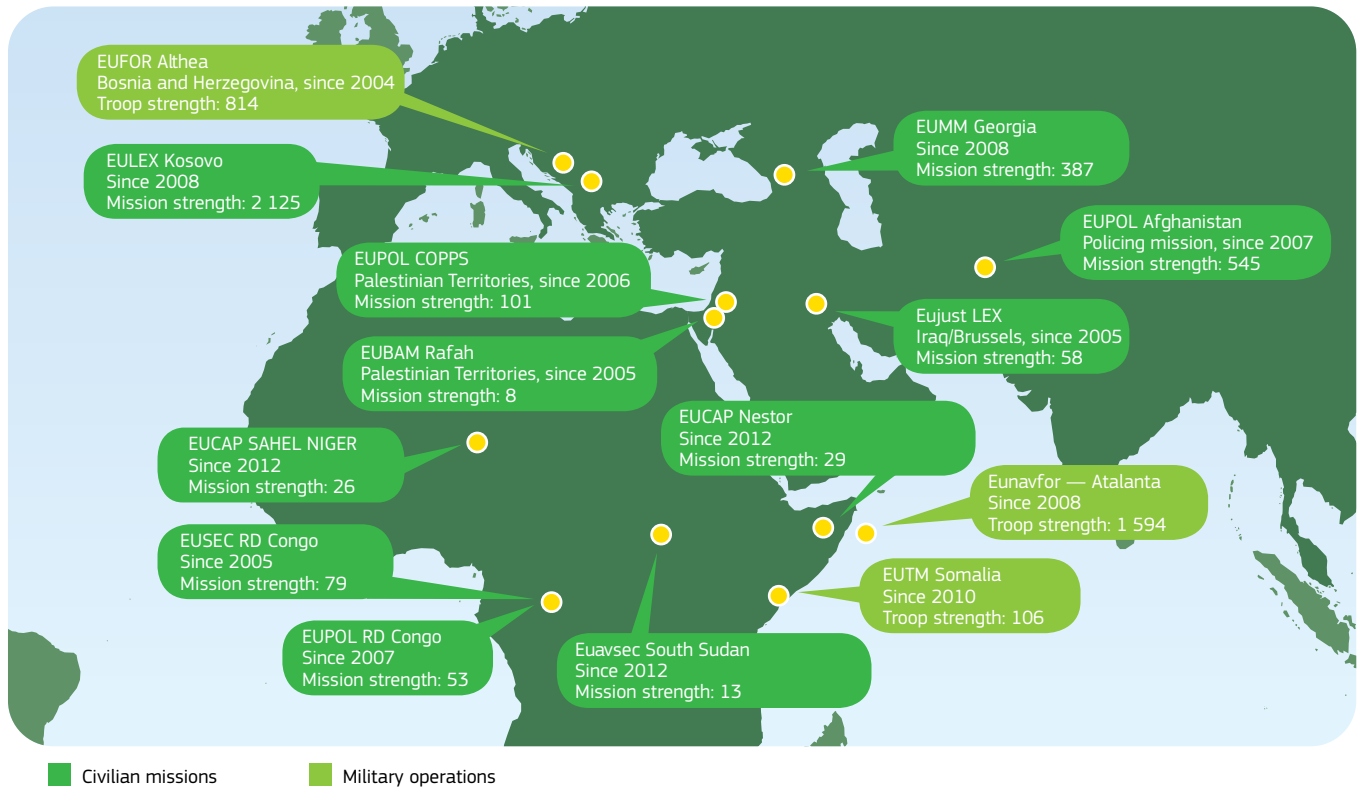 EUFOR Althea
Bosnia and Herzegovina, since 2004
Troop strength: 814
EULEX Kosovo
Since 2008
Mission strength: 2 125
EUMM Georgia
Since 2008
Mission strength: 387
EUPOL Afghanistan
Policing mission, since 2007
Mission strength: 545
EUPOL COPPS
Palestinian Territories, since 2006
Mission strength: 101
Eujust LEX
Iraq/Brussels, since 2005
Mission strength: 58
EUBAM Rafah
Palestinian Territories, since 2005
Mission strength: 8
EUCAP Nestor
Since 2012
Mission strength: 29
EUCAP SAHEL NIGER
Since 2012
Mission strength: 26
Eunavfor — Atalanta
Since 2008
Troop strength: 1 594
EUSEC RD Congo
Since 2005
Mission strength: 79
EUTM Somalia
Since 2010
Troop strength: 106
EUPOL RD Congo
Since 2007
Mission strength: 53
Euavsec South Sudan
Since 2012
Mission strength: 13
Civilian missions
Military operations